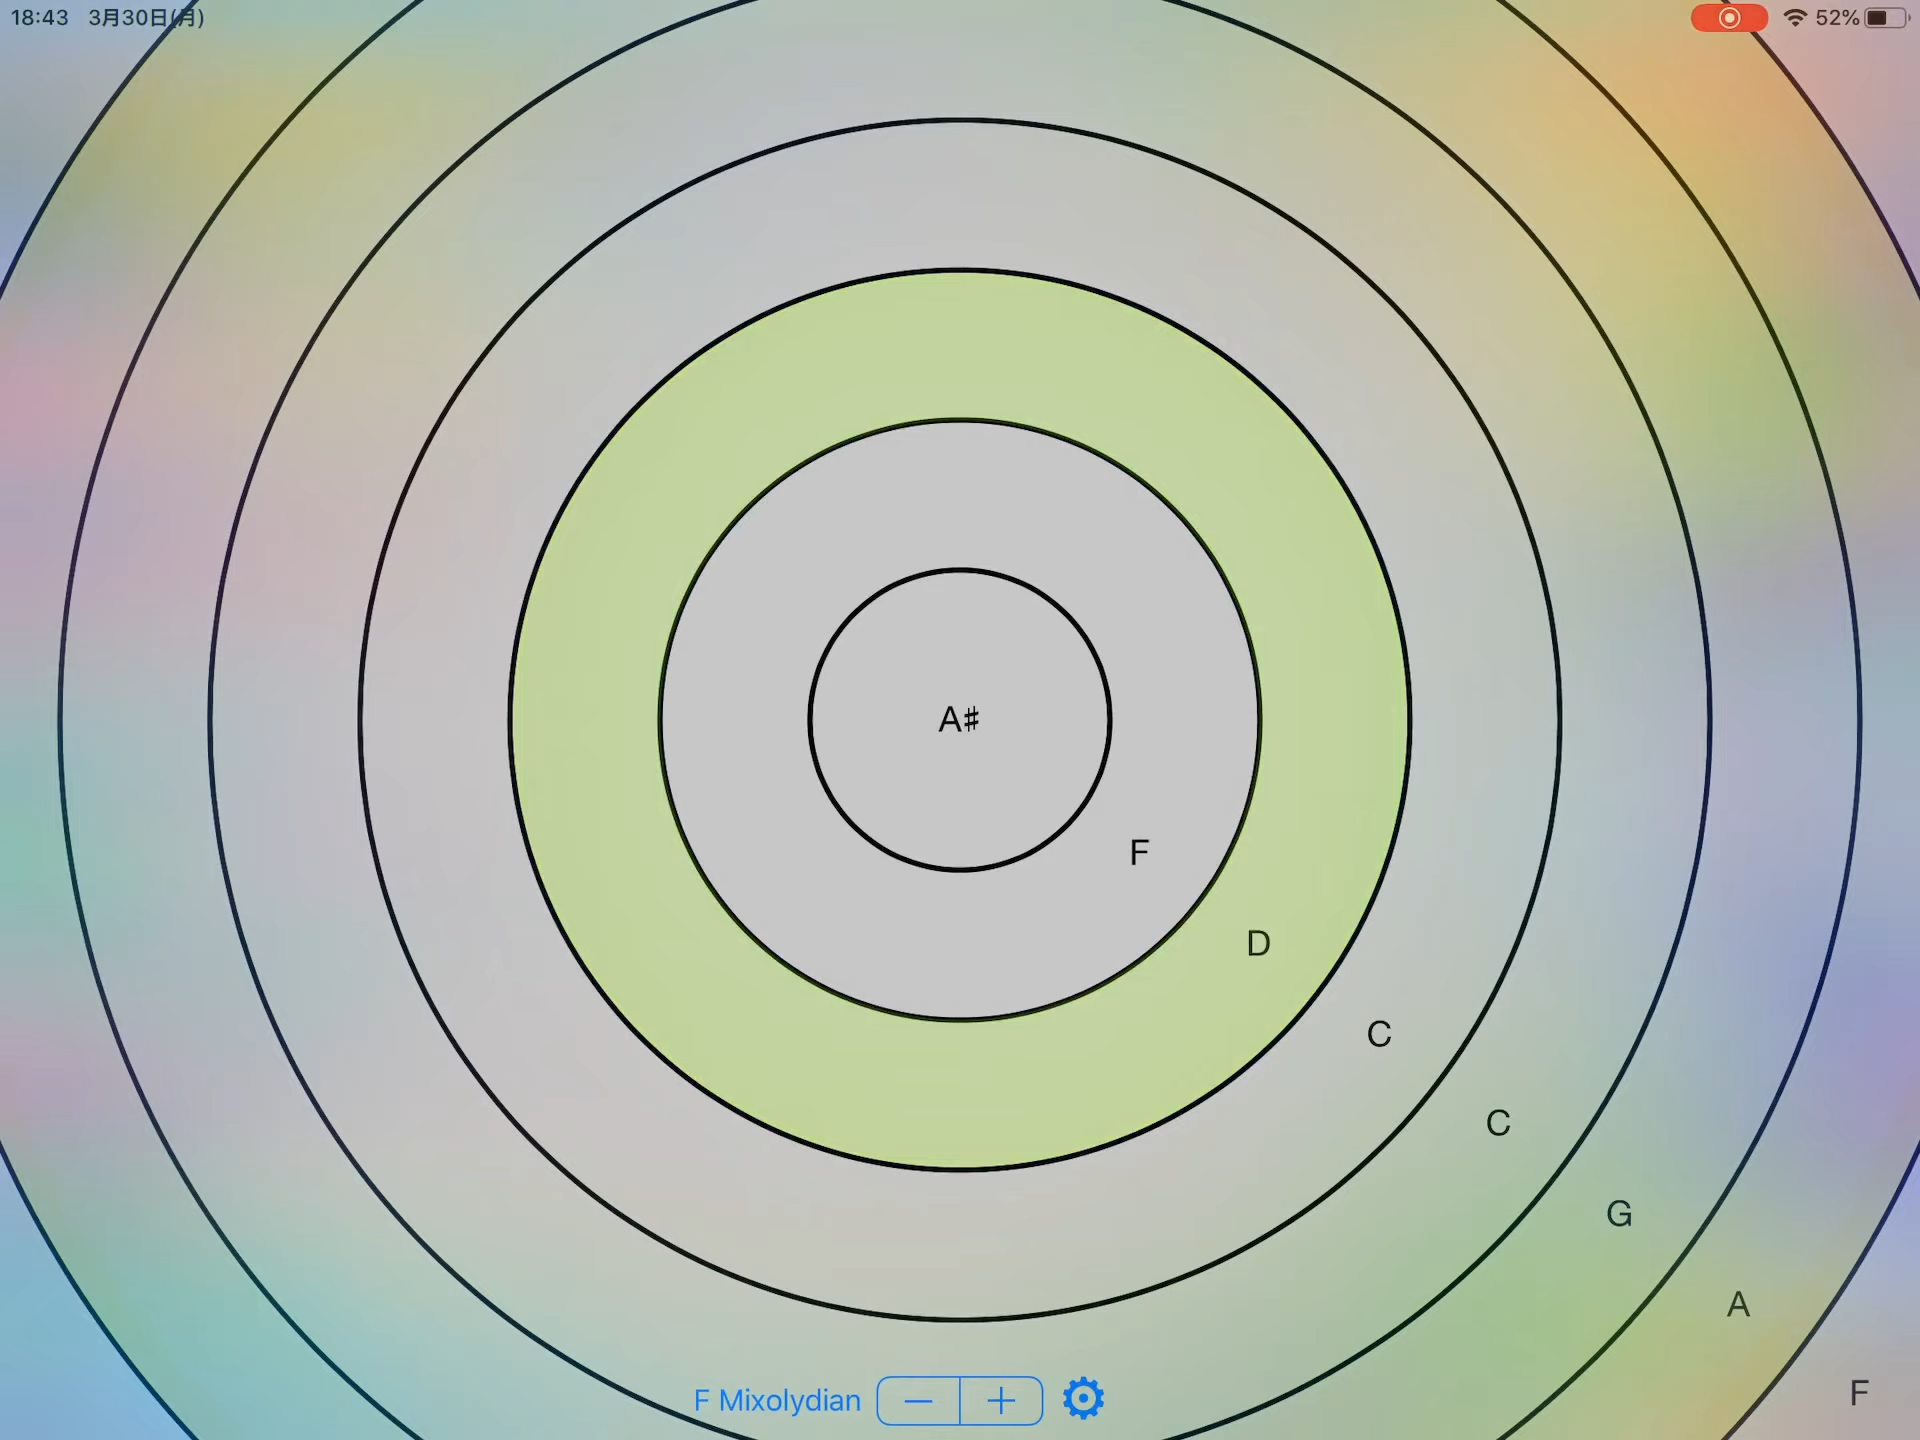 18:43 3月30日(月)
52%
A♯
F
D
C
C
G
A
F
F Mixolydian − +